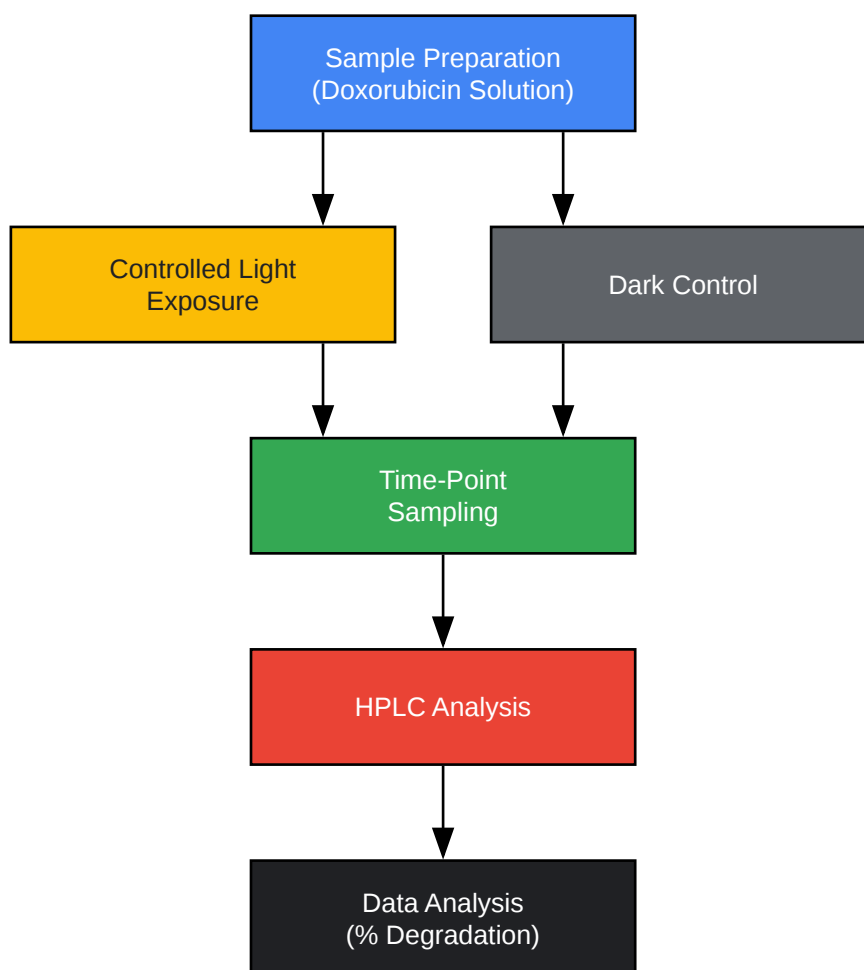 Sample Preparation
(Doxorubicin Solution)
Controlled Light
Exposure
Dark Control
Time-Point
Sampling
HPLC Analysis
Data Analysis
(% Degradation)